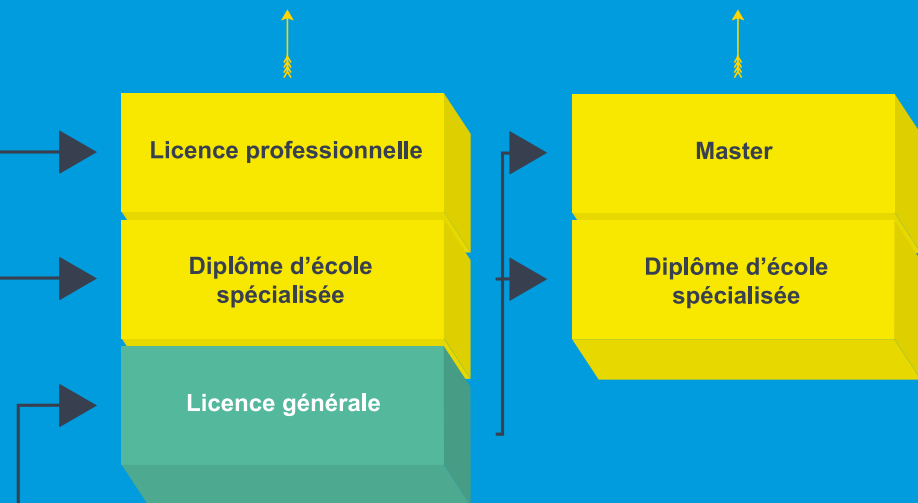 Licence professionnelle
Master
Diplôme d'école
spécialisée
Diplôme d'école
spécialisée
Licence générale